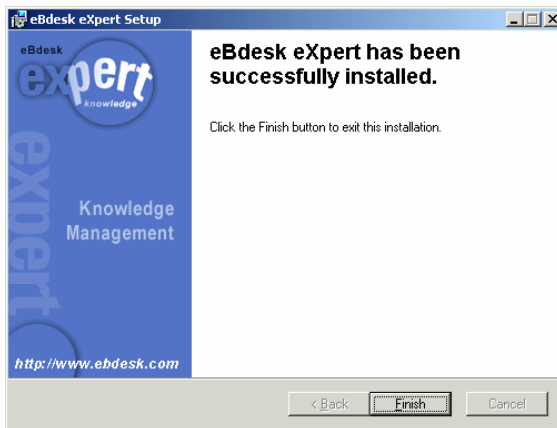 eBdesk eXpert Setup
eBdesk
expert
knowledge
expert
Knowledge
Management
http://www.ebdesk.com
eBdesk eXpert has been
successfully installed.
Click the Finish button to exit this installation.
< Back
Finish
Cancel